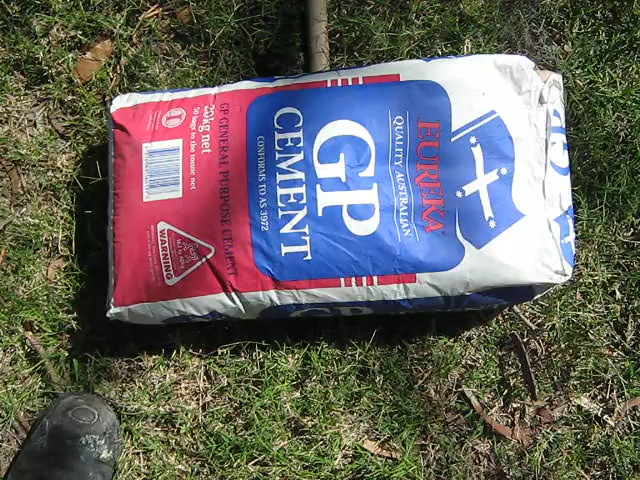 EUREKA
QUALITY AUSTRALIAN
GP
CEMENT
CONFORMS TO AS 3972
GP GENERAL PURPOSE CEMENT
20kg net
50 bags to the tonne net
WARNING
GP